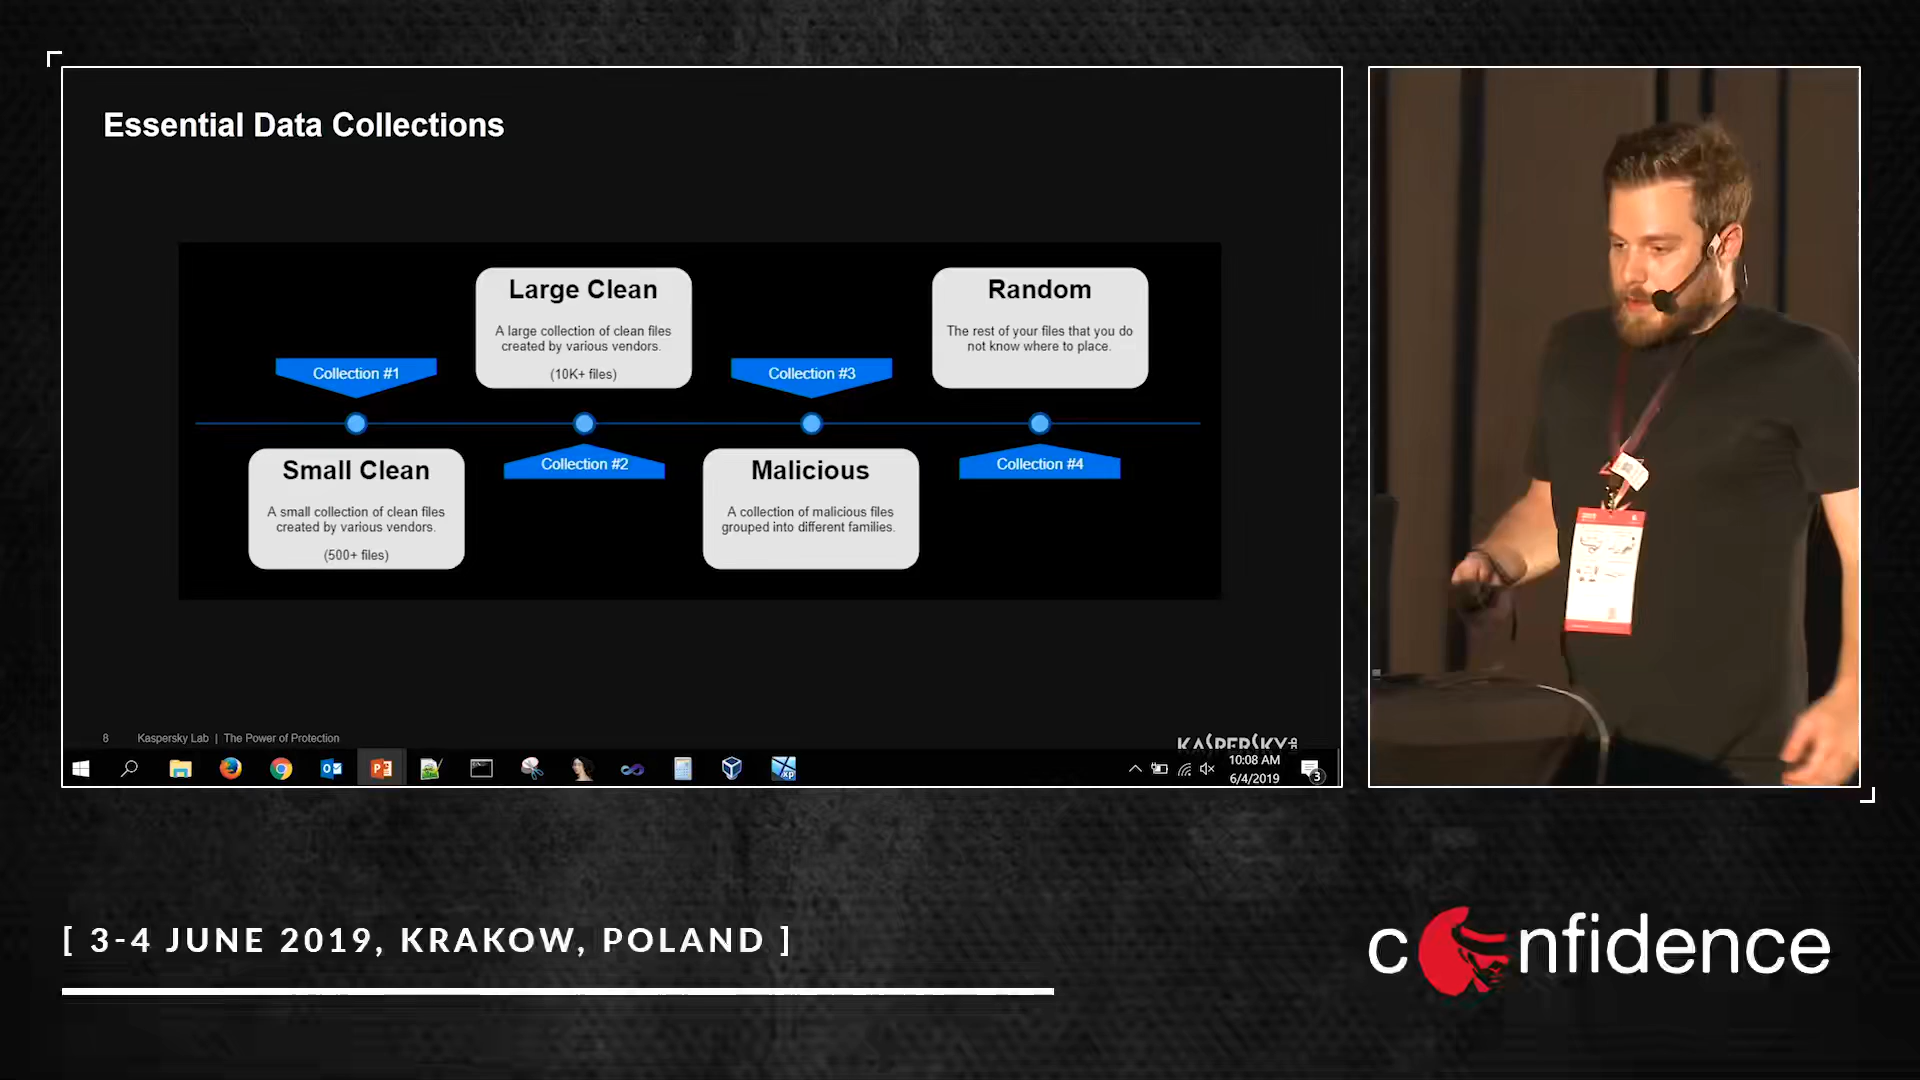 Essential Data Collections
Large Clean
A large collection of clean files
created by various vendors.
(10K+ files)
Random
The rest of your files that you do
not know where to place.
Collection #1
Collection #3
Collection #2
Collection #4
Small Clean
A small collection of clean files
created by various vendors.
(500+ files)
Malicious
A collection of malicious files
grouped into different families.
8 Kaspersky Lab | The Power of Protection
KASPERSKY
10:08 AM
6/4/2019
3
[ 3-4 JUNE 2019, KRAKOW, POLAND ]
confidence